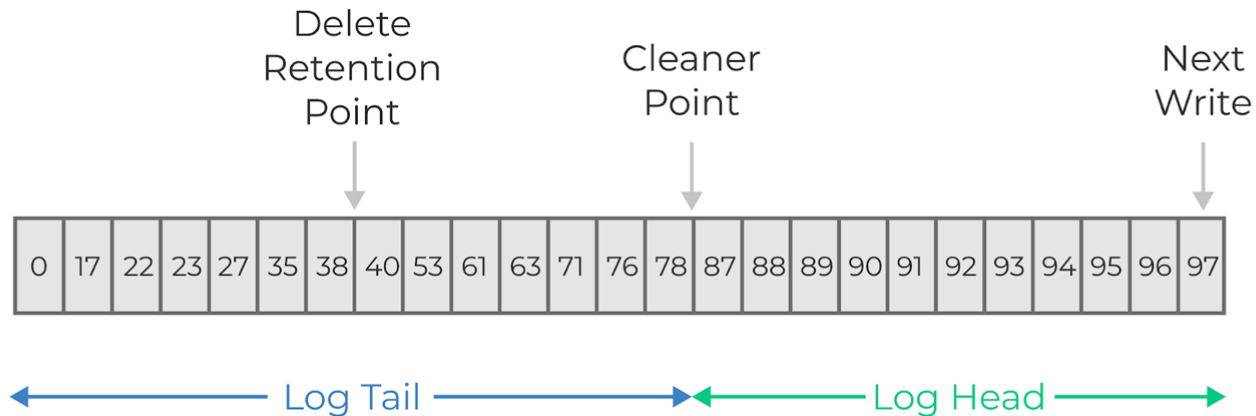 Delete
Retention
Point
Cleaner
Point
Next
Write
0 17 22 23 27 35 38 40 53 61 63 71 76 78 87 88 89 90 91 92 93 94 95 96 97
Log Tail
Log Head